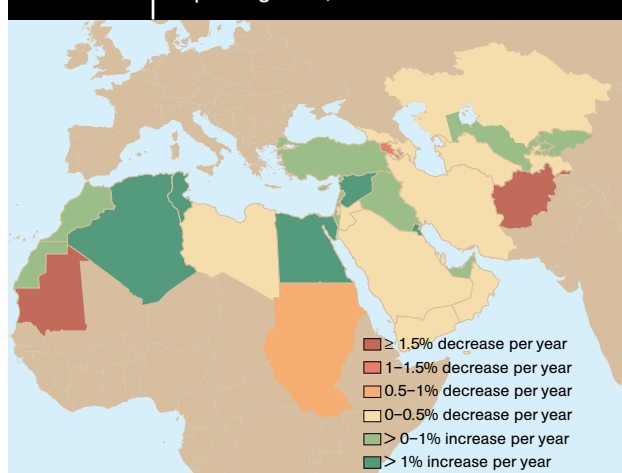 ≥ 1.5% decrease per year
1–1.5% decrease per year
0.5–1% decrease per year
0–0.5% decrease per year
> 0–1% increase per year
> 1% increase per year